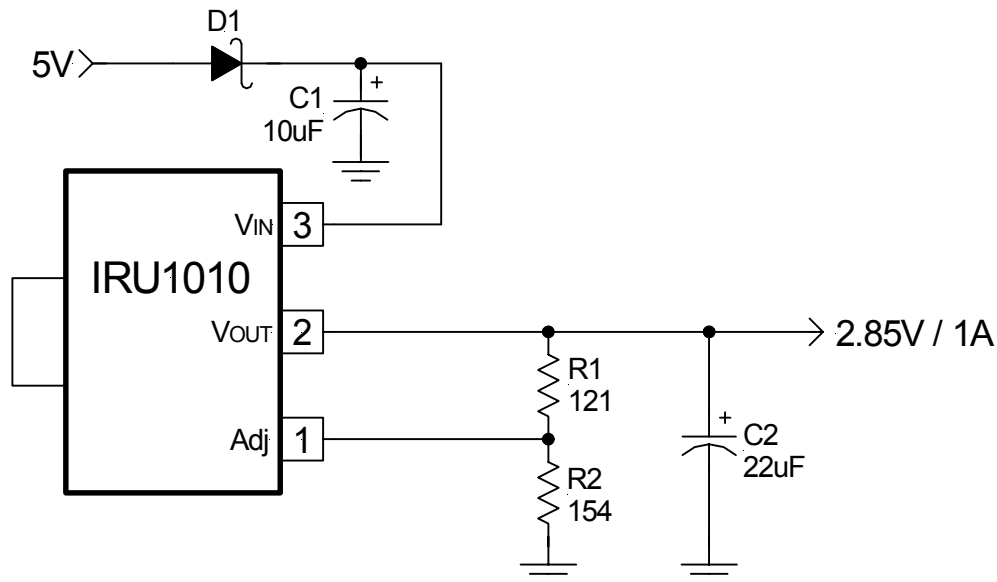 D1
5V
C1
10uF
+
VIN
3
IRU1010
VOUT
2
2.85V / 1A
R1
121
Adj
1
+
C2
22uF
R2
154